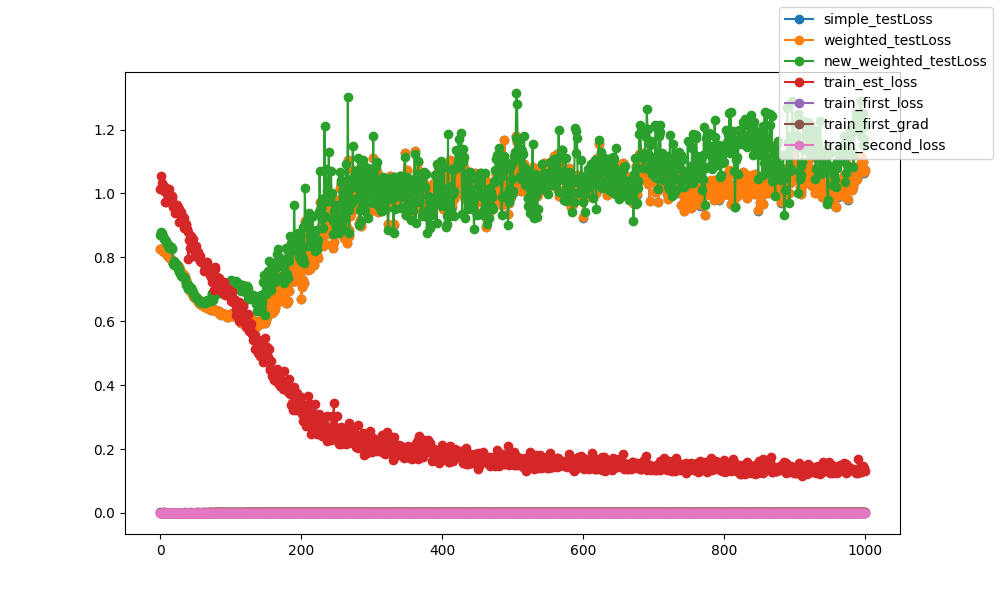 simple_testLoss
weighted_testLoss
new_weighted_testLoss
train_est_loss
train_first_loss
train_first_grad
train_second_loss
1.2
1.0
0.8
0.6
0.4
0.2
0.0
0 200 400 600 800 1000